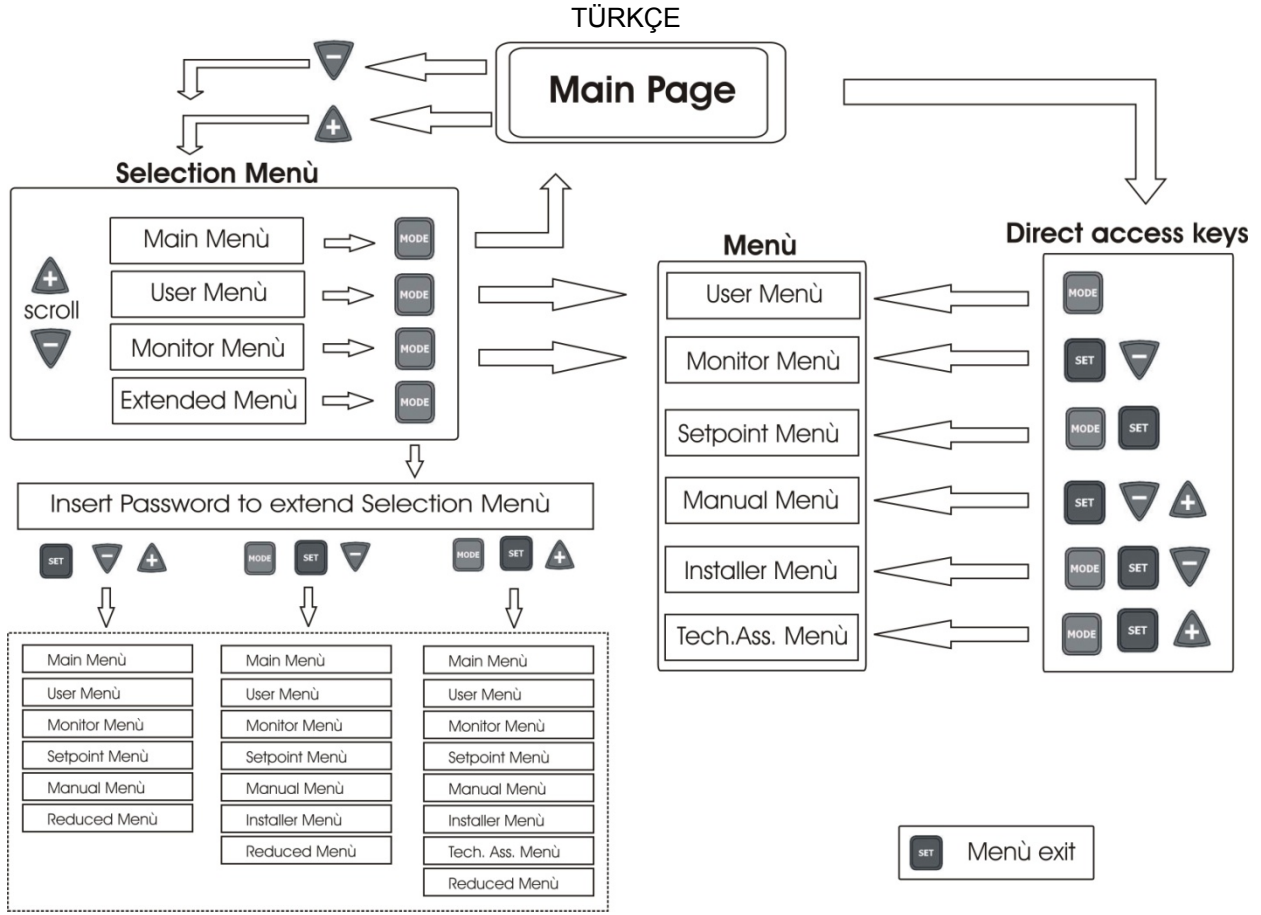 TÜRKÇE
Main Page
−
+
Selection Menù
+
scroll
−
Main Menù
MODE
User Menù
MODE
Monitor Menù
MODE
Extended Menù
MODE
Insert Password to extend Selection Menù
SET − +
MODE SET −
MODE SET +
Main Menù
User Menù
Monitor Menù
Setpoint Menù
Manual Menù
Reduced Menù
Main Menù
User Menù
Monitor Menù
Setpoint Menù
Manual Menù
Installer Menù
Reduced Menù
Main Menù
User Menù
Monitor Menù
Setpoint Menù
Manual Menù
Installer Menù
Tech. Ass. Menù
Reduced Menù
Menù
User Menù
Monitor Menù
Setpoint Menù
Manual Menù
Installer Menù
Tech.Ass. Menù
Direct access keys
MODE
SET −
MODE SET
SET − +
MODE SET −
MODE SET +
SET Menù exit